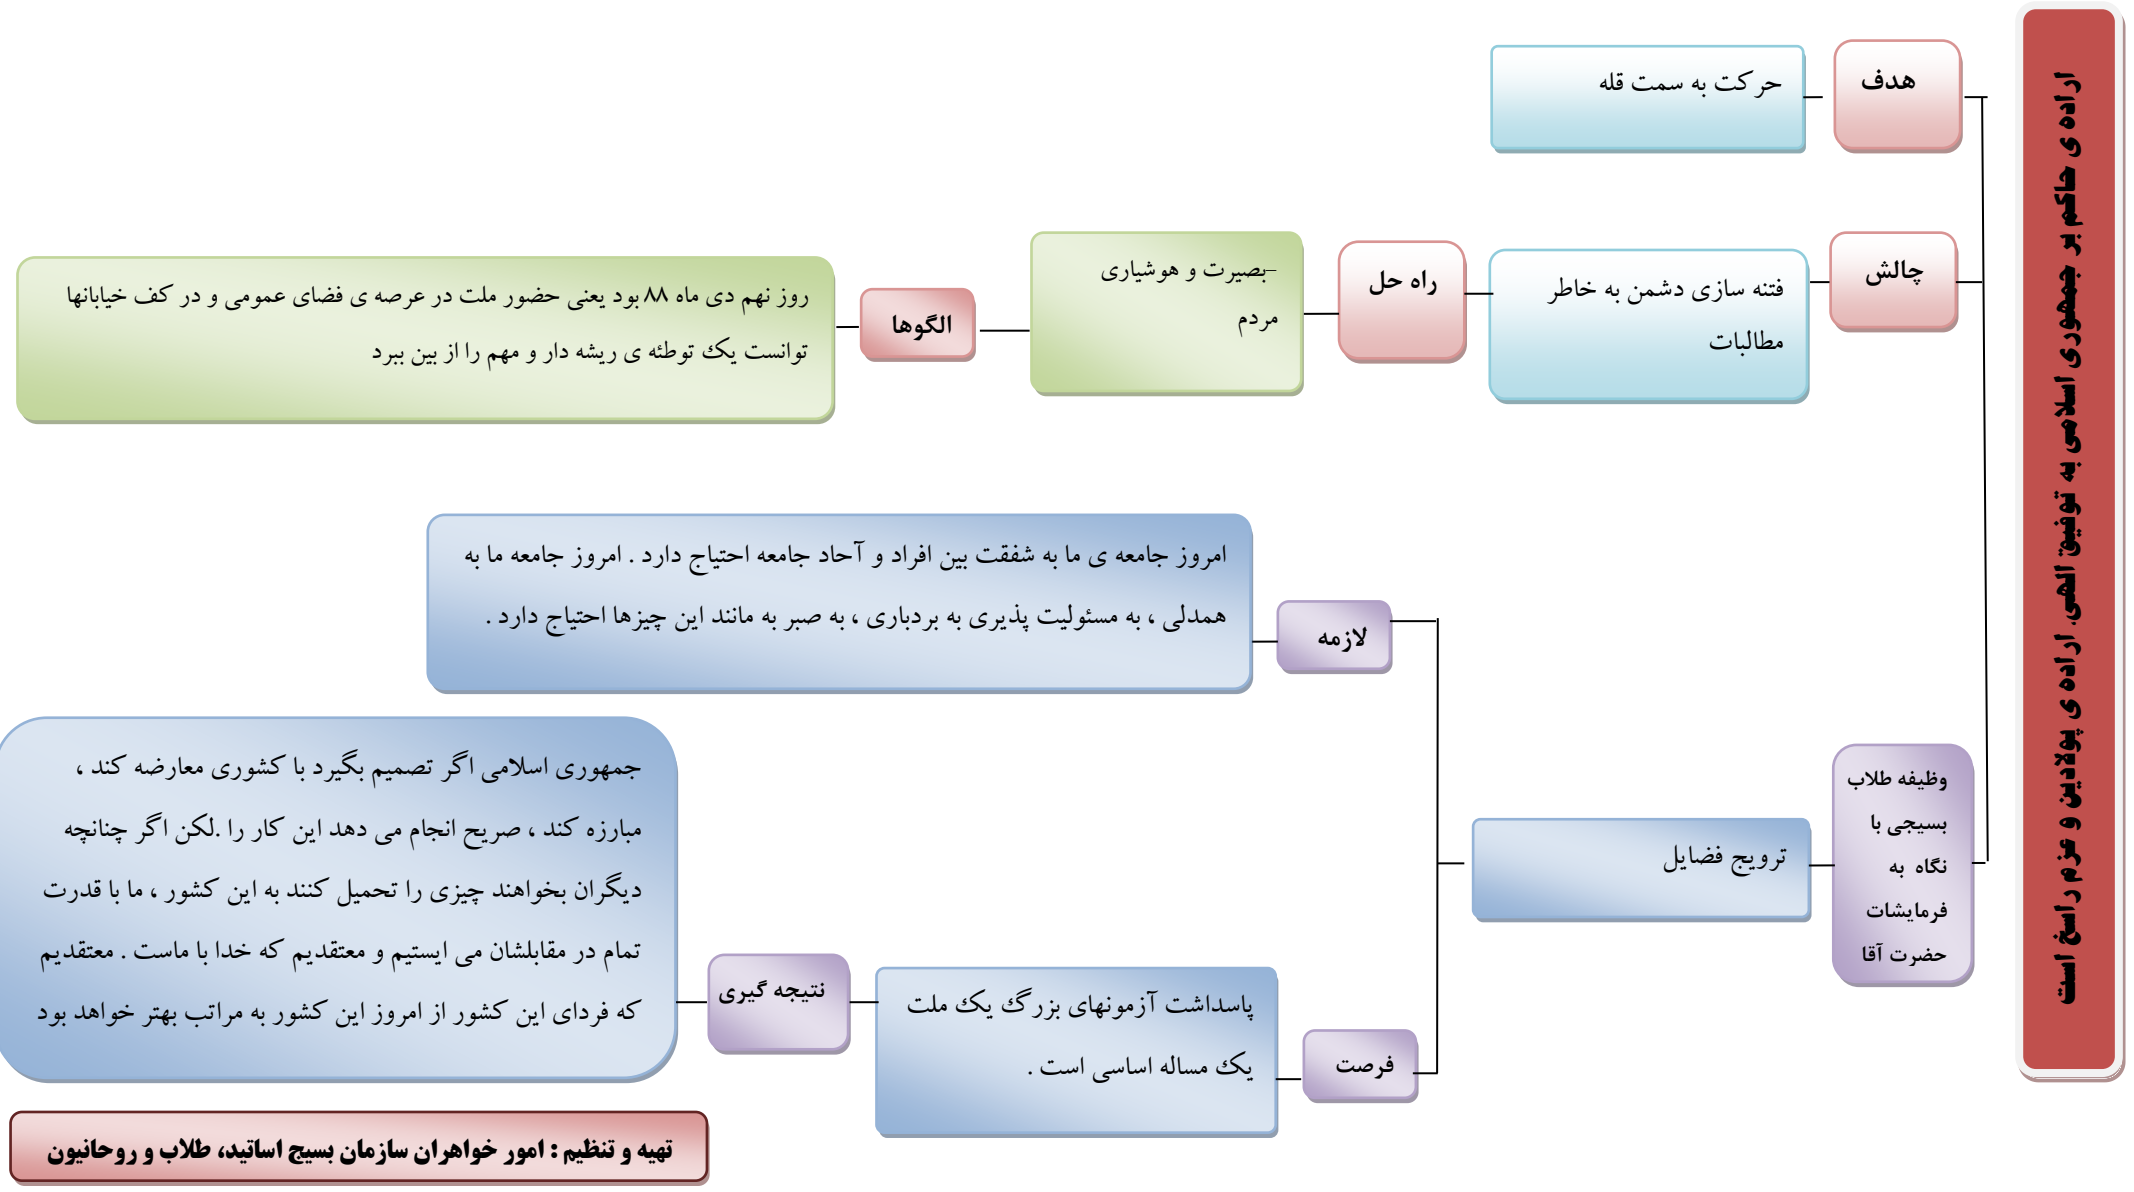 اراده ی حاکم بر جمهوری اسلامی به توفیق الهی، اراده ی پولادین و عزم راسخ است
هدف
حرکت به سمت قله
چالش
فتنه سازی دشمن به خاطر
مطالبات
راه حل
–بصیرت و هوشیاری
مردم
الگوها
روز نهم دی ماه ۸۸ بود یعنی حضور ملت در عرصه ی فضای عمومی و در کف خیابانها
توانست یک توطئه ی ریشه دار و مهم را از بین ببرد
وظیفه طلاب
بسیجی با
نگاه به
فرمایشات
حضرت آقا
ترویج فضایل
لازمه
امروز جامعه ی ما به شفقت بین افراد و آحاد جامعه احتیاج دارد . امروز جامعه ما به
همدلی ، به مسئولیت پذیری به بردباری ، به صبر به مانند این چیزها احتیاج دارد .
فرصت
پاسداشت آزمونهای بزرگ یک ملت
یک مساله اساسی است .
نتیجه گیری
جمهوری اسلامی اگر تصمیم بگیرد با کشوری معارضه کند ،
مبارزه کند ، صریح انجام می دهد این کار را .لکن اگر چنانچه
دیگران بخواهند چیزی را تحمیل کنند به این کشور ، ما با قدرت
تمام در مقابلشان می ایستیم و معتقدیم که خدا با ماست . معتقدیم
که فردای این کشور از امروز این کشور به مراتب بهتر خواهد بود
تهیه و تنظیم : امور خواهران سازمان بسیج اساتید، طلاب و روحانیون